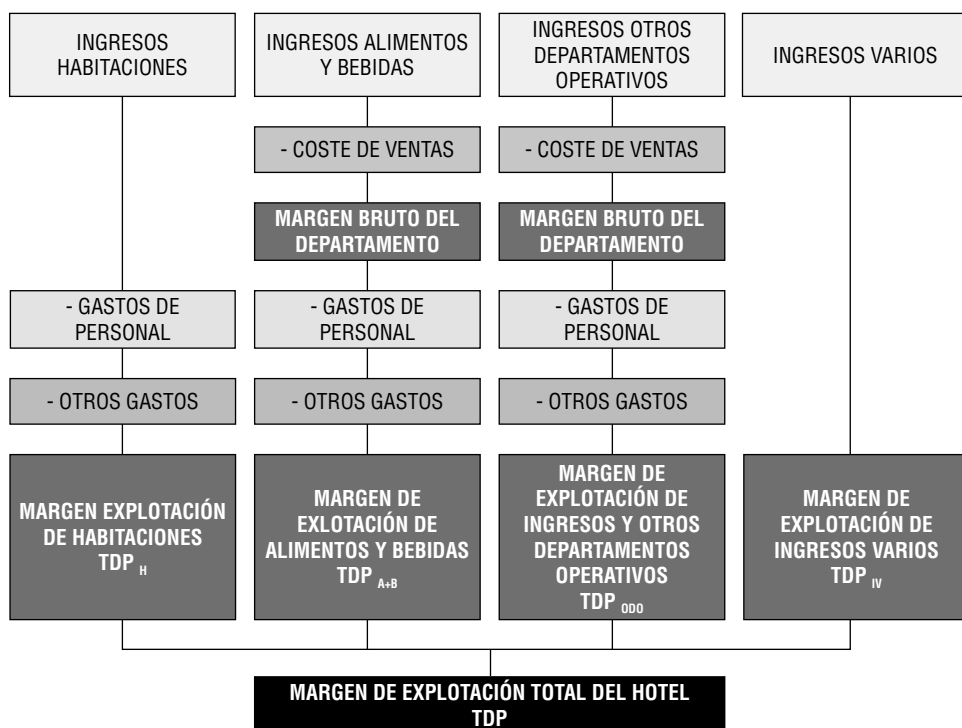 INGRESOS
HABITACIONES
INGRESOS ALIMENTOS
Y BEBIDAS
INGRESOS OTROS
DEPARTAMENTOS
OPERATIVOS
INGRESOS VARIOS
- COSTE DE VENTAS
- COSTE DE VENTAS
MARGEN BRUTO DEL
DEPARTAMENTO
MARGEN BRUTO DEL
DEPARTAMENTO
- GASTOS DE
PERSONAL
- GASTOS DE
PERSONAL
- GASTOS DE
PERSONAL
- OTROS GASTOS
- OTROS GASTOS
- OTROS GASTOS
MARGEN EXPLOTACIÓN
DE HABITACIONES
TDP H
MARGEN DE
EXLOTACIÓN DE
ALIMENTOS Y BEBIDAS
TDP A+B
MARGEN DE
EXPLOTACIÓN DE
INGRESOS Y OTROS
DEPARTAMENTOS
OPERATIVOS
TDP ODO
MARGEN DE
EXPLOTACIÓN DE
INGRESOS VARIOS
TDP IV
MARGEN DE EXPLOTACIÓN TOTAL DEL HOTEL
TDP